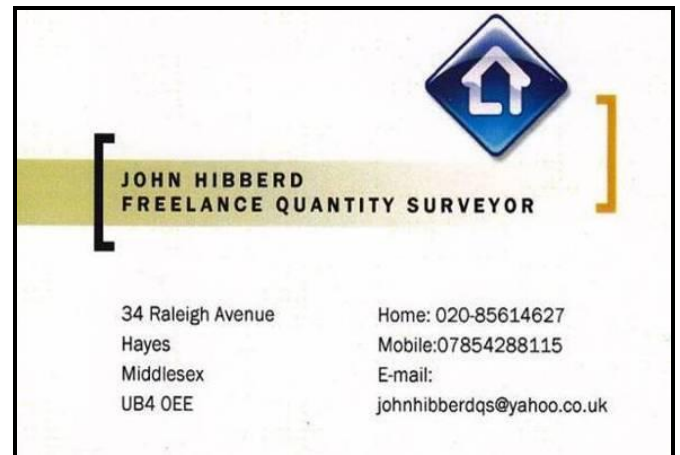 JOHN HIBBERD
FREELANCE QUANTITY SURVEYOR
34 Raleigh Avenue
Hayes
Middlesex
UB4 0EE
Home: 020-85614627
Mobile:07854288115
E-mail:
johnhibberdqs@yahoo.co.uk